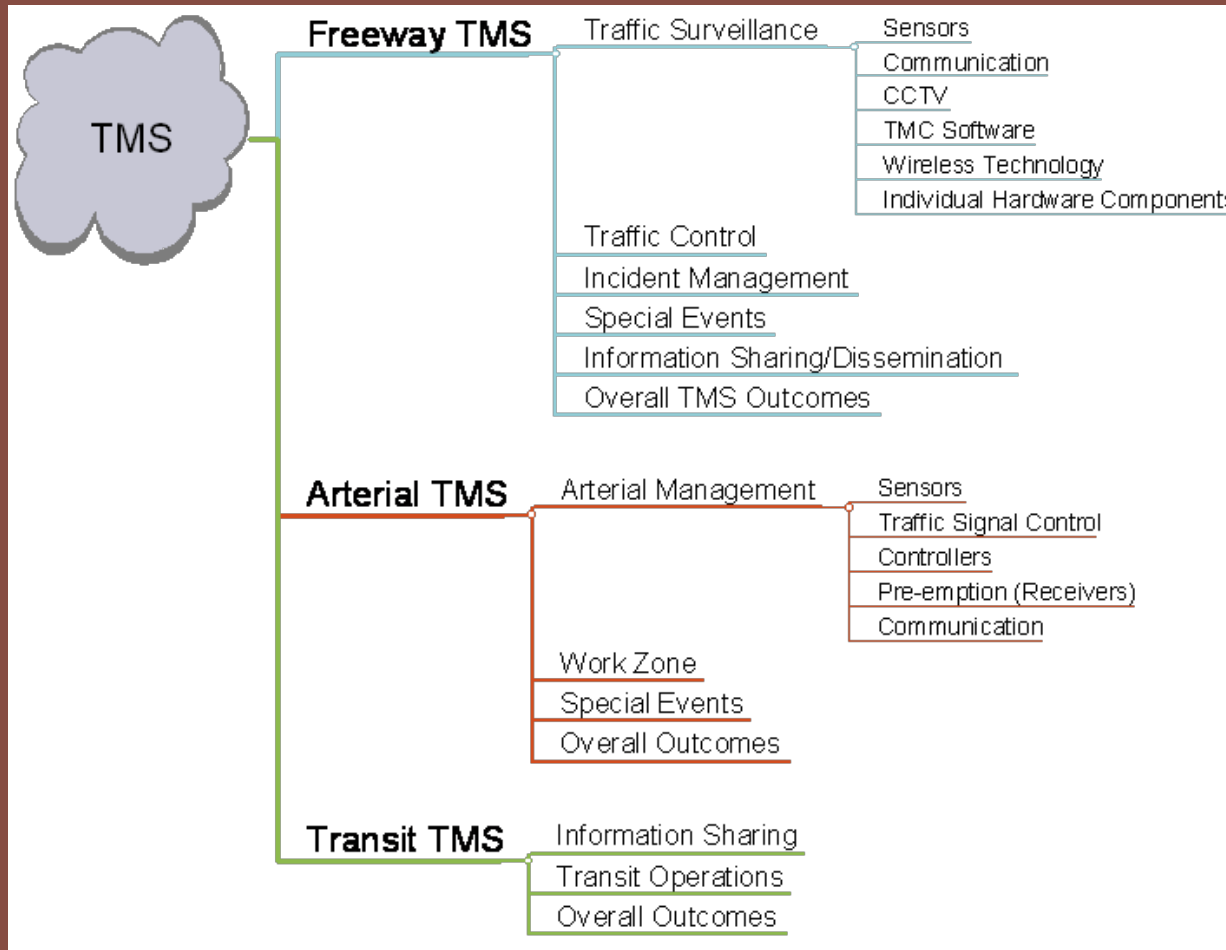 TMS
Freeway TMS
Traffic Surveillance
Sensors
Communication
CCTV
TMC Software
Wireless Technology
Individual Hardware Components
Traffic Control
Incident Management
Special Events
Information Sharing/Dissemination
Overall TMS Outcomes
Arterial TMS
Arterial Management
Sensors
Traffic Signal Control
Controllers
Pre-emption (Receivers)
Communication
Work Zone
Special Events
Overall Outcomes
Transit TMS
Information Sharing
Transit Operations
Overall Outcomes